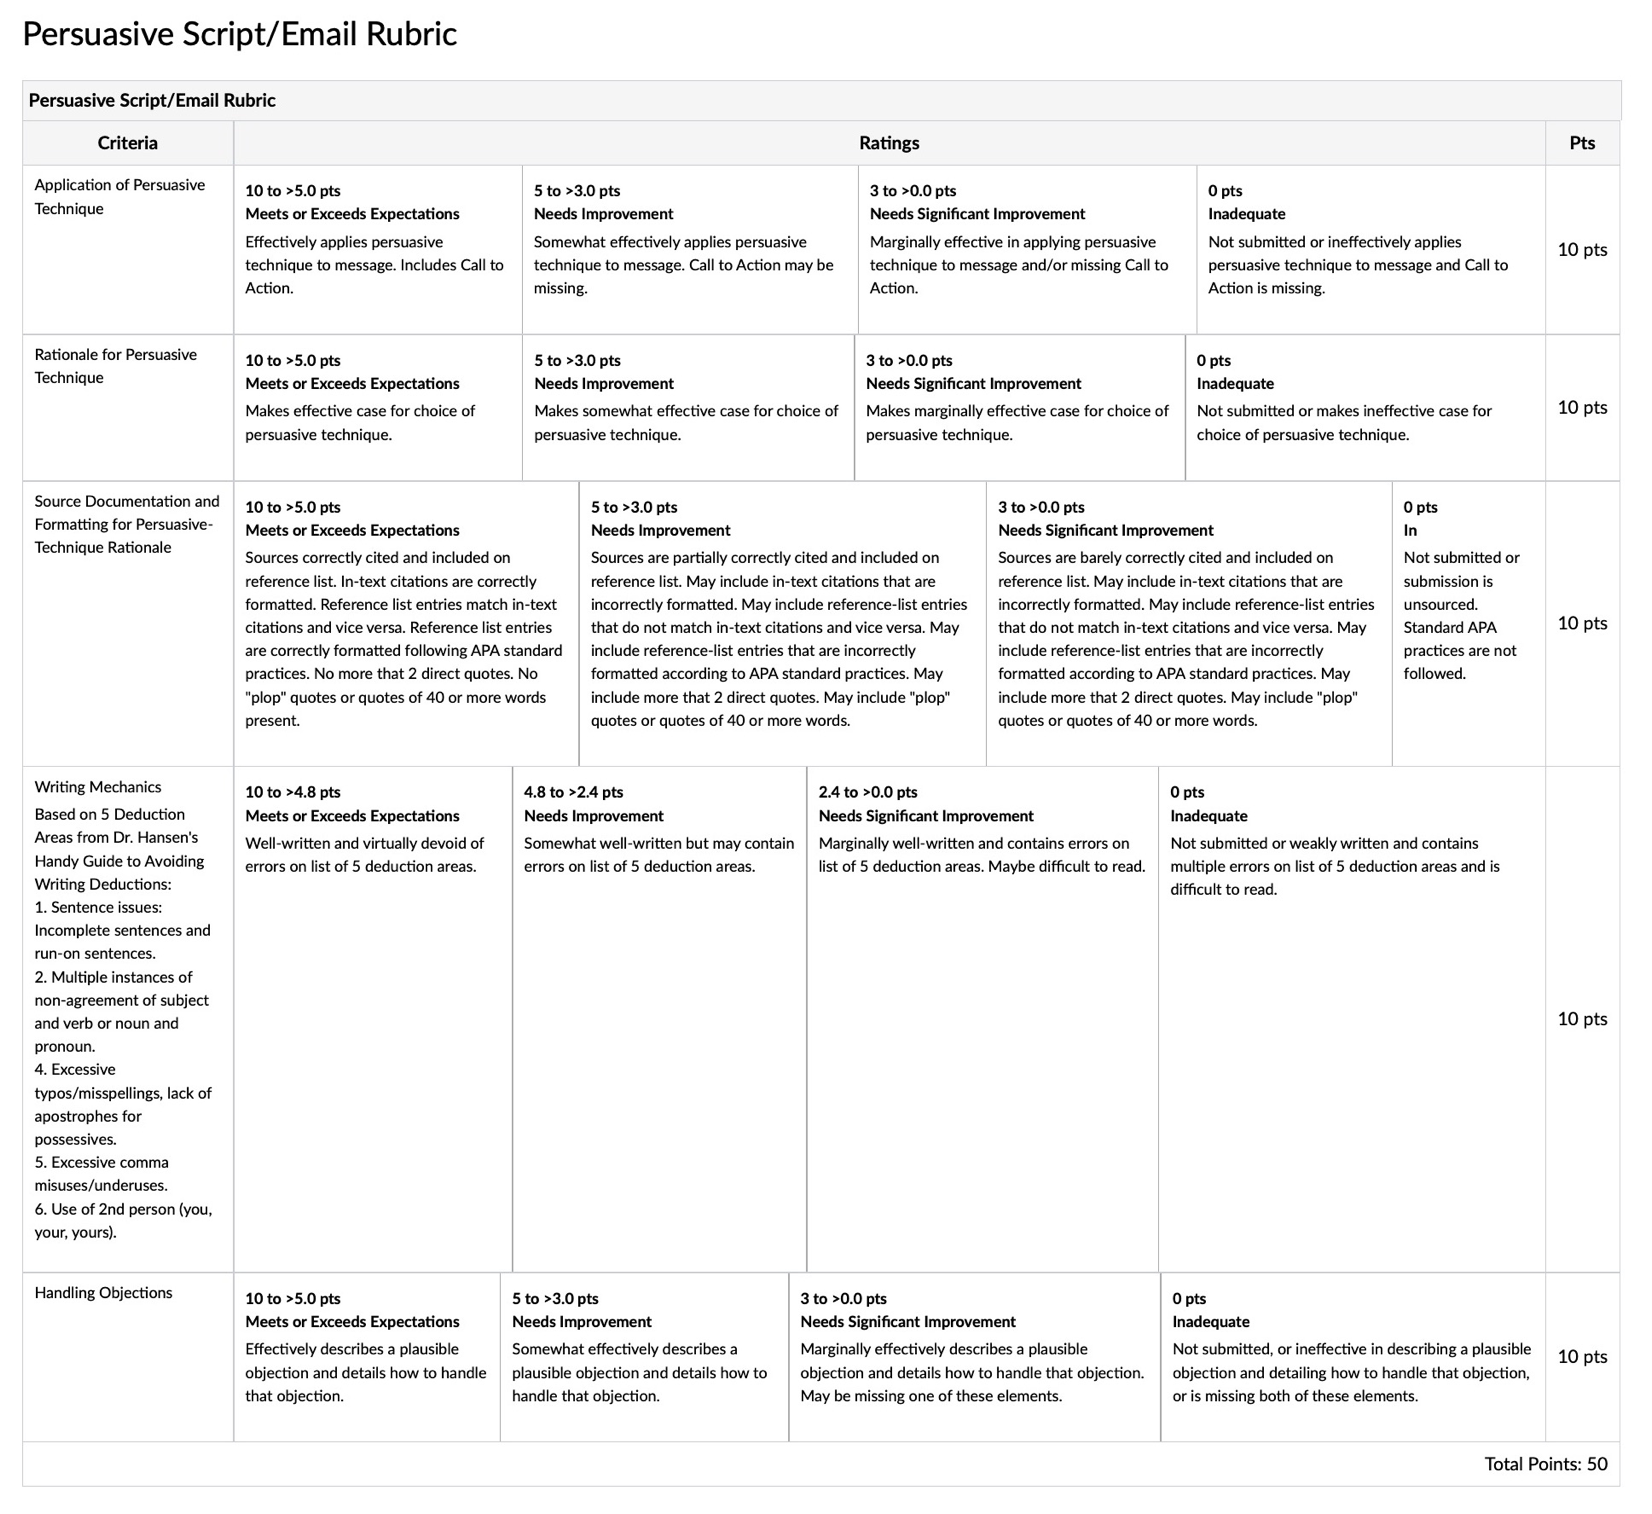 Persuasive Script/Email Rubric
Persuasive Script/Email Rubric
Criteria
Ratings
Pts
Application of Persuasive
Technique
10 to >5.0 pts
Meets or Exceeds Expectations
Effectively applies persuasive
technique to message. Includes Call to
Action.
5 to >3.0 pts
Needs Improvement
Somewhat effectively applies persuasive
technique to message. Call to Action may be
missing.
3 to >0.0 pts
Needs Significant Improvement
Marginally effective in applying persuasive
technique to message and/or missing Call to
Action.
0 pts
Inadequate
Not submitted or ineffectively applies
persuasive technique to message and Call to
Action is missing.
10 pts
Rationale for Persuasive
Technique
10 to >5.0 pts
Meets or Exceeds Expectations
Makes effective case for choice of
persuasive technique.
5 to >3.0 pts
Needs Improvement
Makes somewhat effective case for choice of
persuasive technique.
3 to >0.0 pts
Needs Significant Improvement
Makes marginally effective case for choice of
persuasive technique.
0 pts
Inadequate
Not submitted or makes ineffective case for
choice of persuasive technique.
10 pts
Source Documentation and
Formatting for Persuasive-
Technique Rationale
10 to >5.0 pts
Meets or Exceeds Expectations
Sources correctly cited and included on
reference list. In-text citations are correctly
formatted. Reference list entries match in-text
citations and vice versa. Reference list entries
are correctly formatted following APA standard
practices. No more that 2 direct quotes. No
"plop" quotes or quotes of 40 or more words
present.
5 to >3.0 pts
Needs Improvement
Sources are partially correctly cited and included on
reference list. May include in-text citations that are
incorrectly formatted. May include reference-list entries
that do not match in-text citations and vice versa. May
include reference-list entries that are incorrectly
formatted according to APA standard practices. May
include more that 2 direct quotes. May include "plop"
quotes or quotes of 40 or more words.
3 to >0.0 pts
Needs Significant Improvement
Sources are barely correctly cited and included on
reference list. May include in-text citations that are
incorrectly formatted. May include reference-list entries
that do not match in-text citations and vice versa. May
include reference-list entries that are incorrectly
formatted according to APA standard practices. May
include more that 2 direct quotes. May include "plop"
quotes or quotes of 40 or more words.
0 pts
In
Not submitted or
submission is
unsourced.
Standard APA
practices are not
followed.
10 pts
Writing Mechanics
Based on 5 Deduction
Areas from Dr. Hansen's
Handy Guide to Avoiding
Writing Deductions:
1. Sentence issues:
Incomplete sentences and
run-on sentences.
2. Multiple instances of
non-agreement of subject
and verb or noun and
pronoun.
4. Excessive
typos/misspellings, lack of
apostrophes for
possessives.
5. Excessive comma
misuses/underuses.
6. Use of 2nd person (you,
your, yours).
10 to >4.8 pts
Meets or Exceeds Expectations
Well-written and virtually devoid of
errors on list of 5 deduction areas.
4.8 to >2.4 pts
Needs Improvement
Somewhat well-written but may contain
errors on list of 5 deduction areas.
2.4 to >0.0 pts
Needs Significant Improvement
Marginally well-written and contains errors on
list of 5 deduction areas. Maybe difficult to read.
0 pts
Inadequate
Not submitted or weakly written and contains
multiple errors on list of 5 deduction areas and is
difficult to read.
10 pts
Handling Objections
10 to >5.0 pts
Meets or Exceeds Expectations
Effectively describes a plausible
objection and details how to handle
that objection.
5 to >3.0 pts
Needs Improvement
Somewhat effectively describes a
plausible objection and details how to
handle that objection.
3 to >0.0 pts
Needs Significant Improvement
Marginally effectively describes a plausible
objection and details how to handle that objection.
May be missing one of these elements.
0 pts
Inadequate
Not submitted, or ineffective in describing a plausible
objection and detailing how to handle that objection,
or is missing both of these elements.
10 pts
Total Points: 50